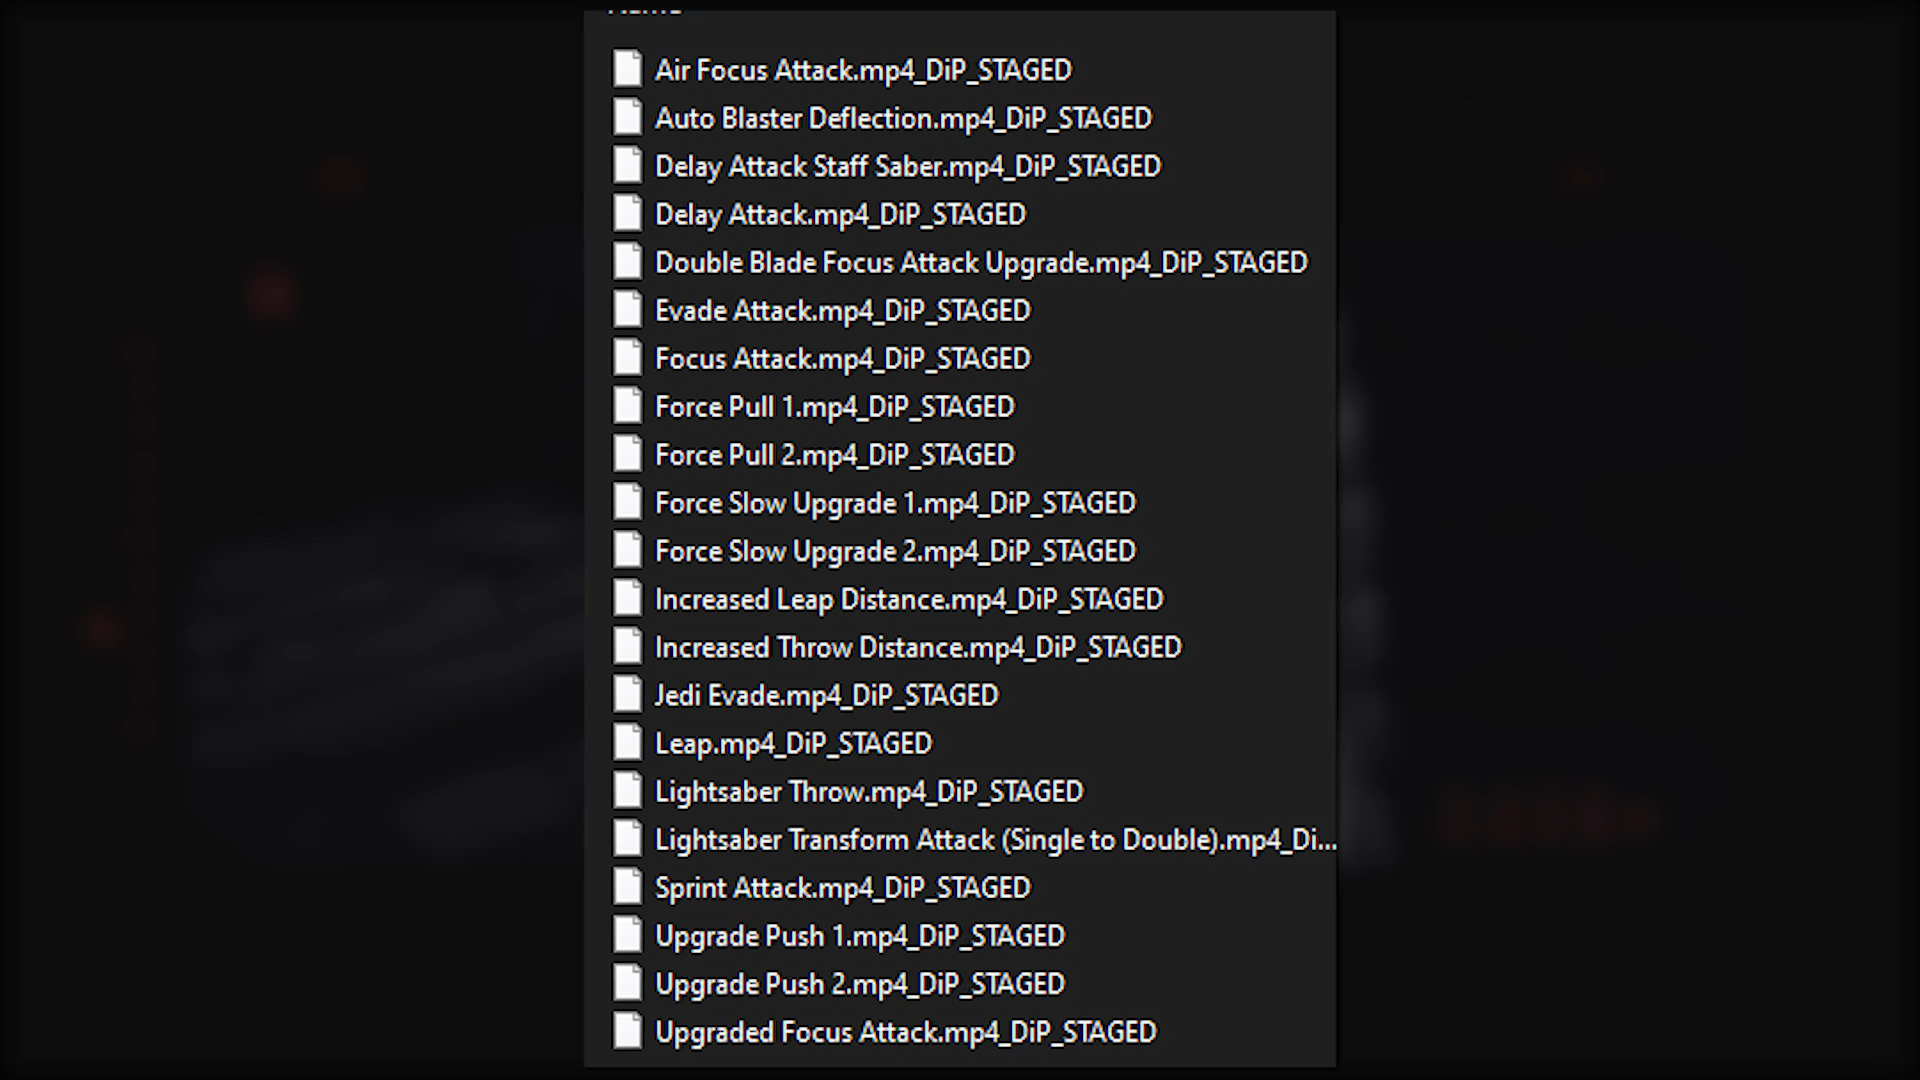 Name
Air Focus Attack.mp4_DiP_STAGED
Auto Blaster Deflection.mp4_DiP_STAGED
Delay Attack Staff Saber.mp4_DiP_STAGED
Delay Attack.mp4_DiP_STAGED
Double Blade Focus Attack Upgrade.mp4_DiP_STAGED
Evade Attack.mp4_DiP_STAGED
Focus Attack.mp4_DiP_STAGED
Force Pull 1.mp4_DiP_STAGED
Force Pull 2.mp4_DiP_STAGED
Force Slow Upgrade 1.mp4_DiP_STAGED
Force Slow Upgrade 2.mp4_DiP_STAGED
Increased Leap Distance.mp4_DiP_STAGED
Increased Throw Distance.mp4_DiP_STAGED
Jedi Evade.mp4_DiP_STAGED
Leap.mp4_DiP_STAGED
Lightsaber Throw.mp4_DiP_STAGED
Lightsaber Transform Attack (Single to Double).mp4_Di...
Sprint Attack.mp4_DiP_STAGED
Upgrade Push 1.mp4_DiP_STAGED
Upgrade Push 2.mp4_DiP_STAGED
Upgraded Focus Attack.mp4_DiP_STAGED